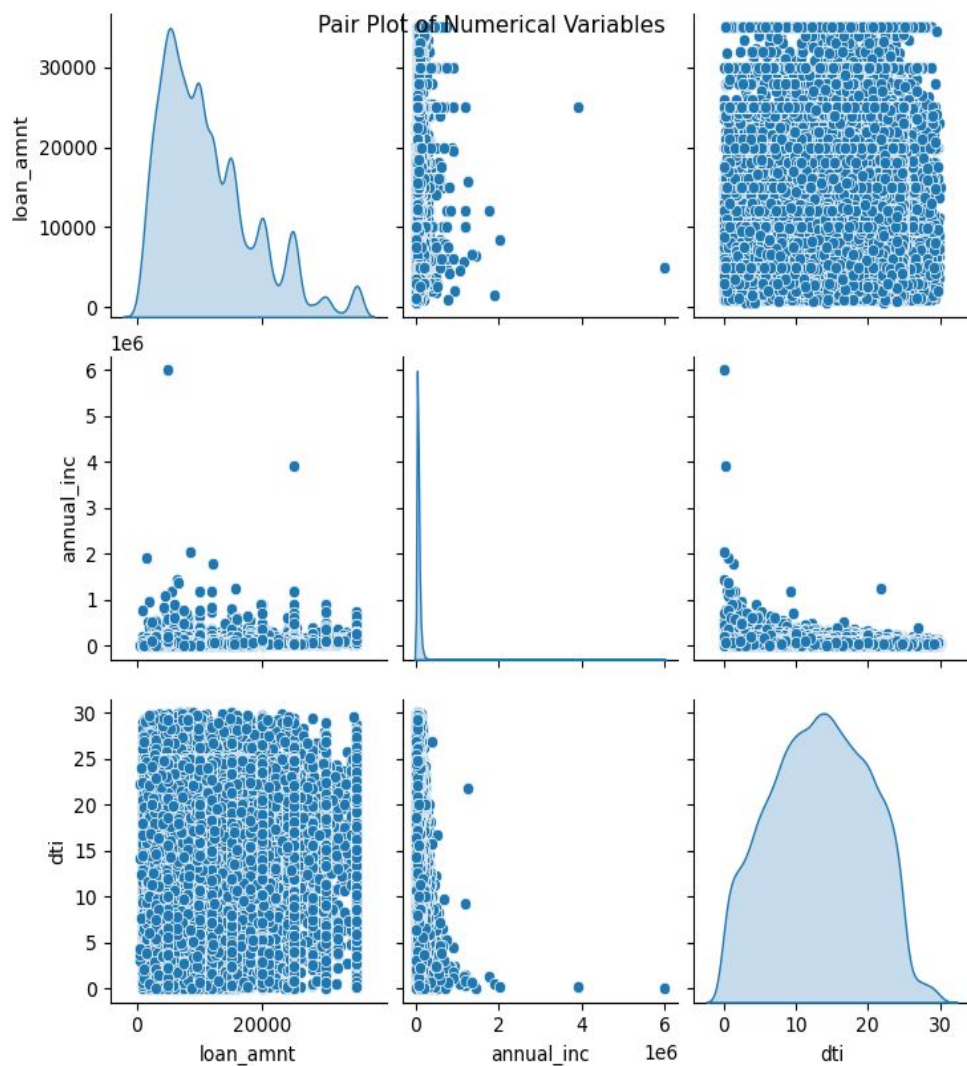 Pair Plot of Numerical Variables
loan_amnt
30000
20000
10000
0
1e6
annual_inc
6
5
4
3
2
1
0
dti
30
25
20
15
10
5
0
0 20000 0 2 4 6 0 10 20 30
1e6
loan_amnt annual_inc dti